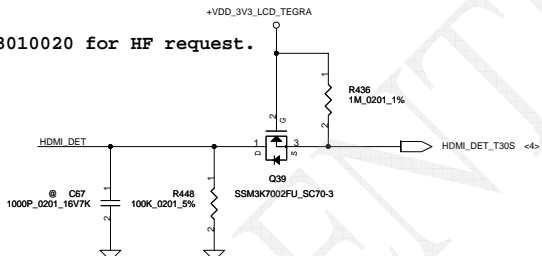 +VDD_3V3_LCD_TEGRA
3010020 for HF request.
1
R436
1M_0201_1%
2
2
G
HDMI_DET
1
D
3
S
HDMI_DET_T30S <4>
Q39
SSM3K7002FU_SC70-3
@ C67
1000P_0201_16V7K
1
2
R448
100K_0201_5%
1
2